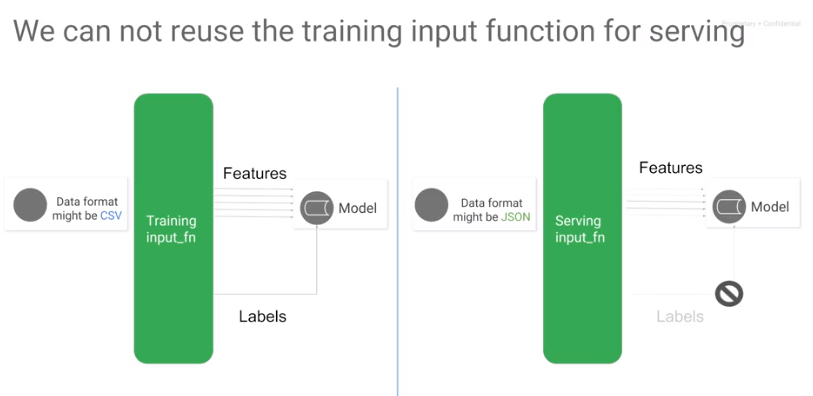 Proprietary + Confidential
We can not reuse the training input function for serving
Features
Data format
might be CSV
Training
input_fn
Model
Labels
Features
Data format
might be JSON
Serving
input_fn
Model
Labels